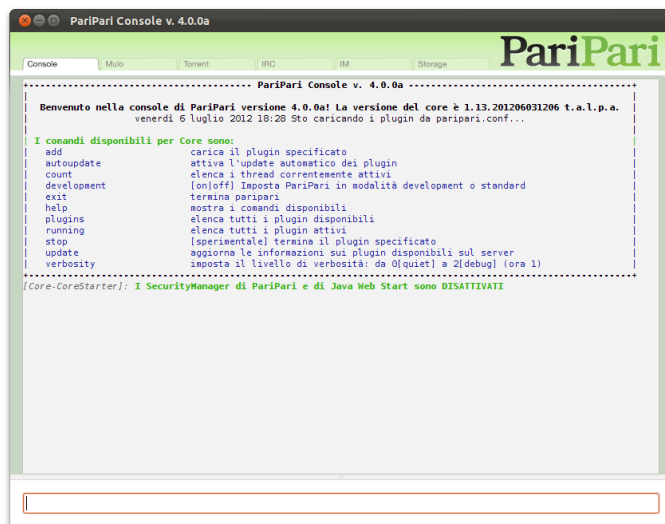 PariPari Console v. 4.0.0a
PariPari
Console Mulo Torrent IRC IM Storage
PariPari Console v. 4.0.0a
Benvenuto nella console di PariPari versione 4.0.0a! La versione del core è 1.13.201206031206 t.a.l.p.a.
venerdì 6 luglio 2012 18:28 Sto caricando i plugin da paripari.conf...
I comandi disponibili per Core sono:
add carica il plugin specificato
autoupdate attiva l'update automatico dei plugin
count elenca i thread correntemente attivi
development [on|off] Imposta PariPari in modalità development o standard
exit termina paripari
help mostra i comandi disponibili
plugins elenca tutti i plugin disponibili
running elenca tutti i plugin attivi
stop [sperimentale] termina il plugin specificato
update aggiorna le informazioni sui plugin disponibili sul server
verbosity imposta il livello di verbosità: da 0[quiet] a 2[debug] (ora 1)
[Core-CoreStarter]: I SecurityManager di PariPari e di Java Web Start sono DISATTIVATI